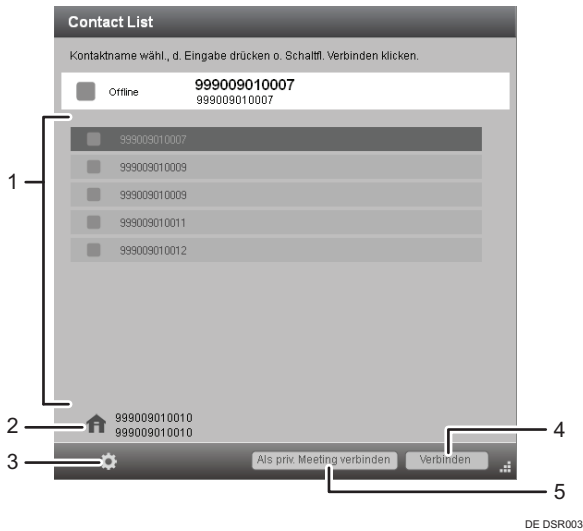 Contact List
Kontaktname wähl., d. Eingabe drücken o. Schaltfl. Verbinden klicken.
Offline
999009010007
999009010007
999009010007
999009010009
999009010009
999009010011
999009010012
1
2
999009010010
999009010010
3
Als priv. Meeting verbinden
Verbinden
4
5
DE DSR003